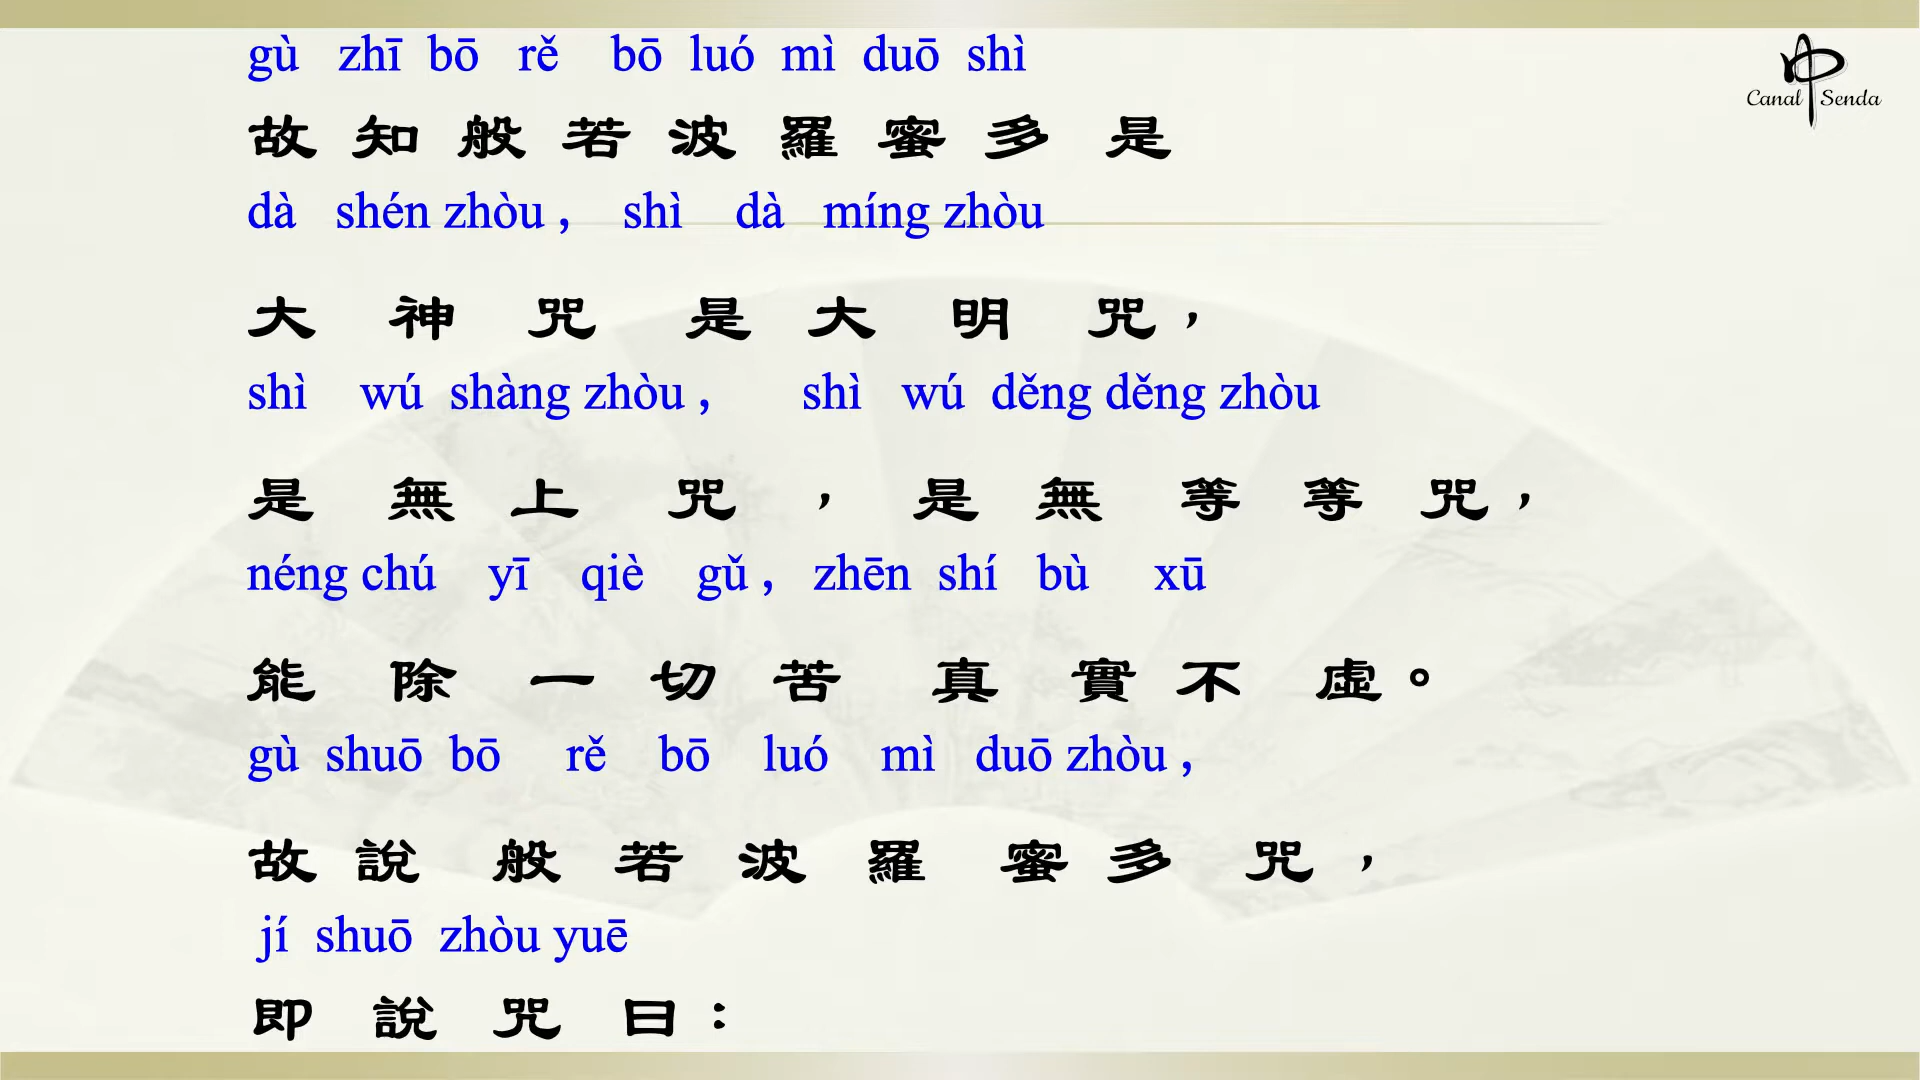 gù zhī bō rě bō luó mì duō shì
Canal Senda
故知般若波羅蜜多是
dà shén zhòu , shì dà míng zhòu
大神咒 是大明咒，
shì wú shàng zhòu , shì wú děng děng zhòu
是無上咒，是無等等咒，
néng chú yī qiè gǔ , zhēn shí bù xū
能除一切苦 真實不虛。
gù shuō bō rě bō luó mì duō zhòu ,
故說般若波羅蜜多咒，
jí shuō zhòu yuē
即說咒曰：